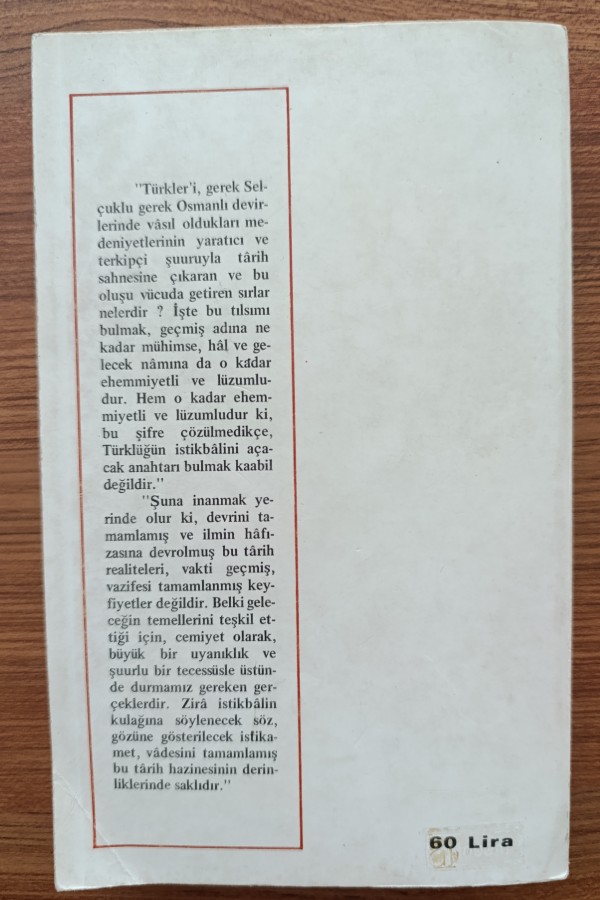 "Türkler'i, gerek Sel-
çuklu gerek Osmanlı devir-
lerinde vâsıl oldukları me-
deniyetlerinin yaratıcı ve
terkipçi şuuruyla târih
sahnesine çıkaran ve bu
oluşu vücuda getiren sırlar
nelerdir ? İşte bu tılsımı
bulmak, geçmiş adına ne
kadar mühimse, hâl ve ge-
lecek nâmına da o kadar
ehemmiyetli ve lüzumlu-
dur. Hem o kadar ehem-
miyetli ve lüzumludur ki,
bu şifre çözülmedikçe,
Türklüğün istikbâlini aça-
cak anahtarı bulmak kaabil
değildir."
"Şuna inanmak ye-
rinde olur ki, devrini ta-
mamlamış ve ilmin hâfı-
zasına devrolmuş bu târih
realiteleri, vakti geçmiş,
vazifesi tamamlanmış key-
fiyetler değildir. Belki gele-
ceğin temellerini teşkil et-
tiği için, cemiyet olarak,
büyük bir uyanıklık ve
şuurlu bir tecessüsle üstün-
de durmamız gereken ger-
çeklerdir. Zirâ istikbâlin
kulağına söylenecek söz,
gözüne gösterilecek istika-
met, vâdesini tamamlamış
bu târih hazinesinin derin-
liklerinde saklıdır."
60 Lira